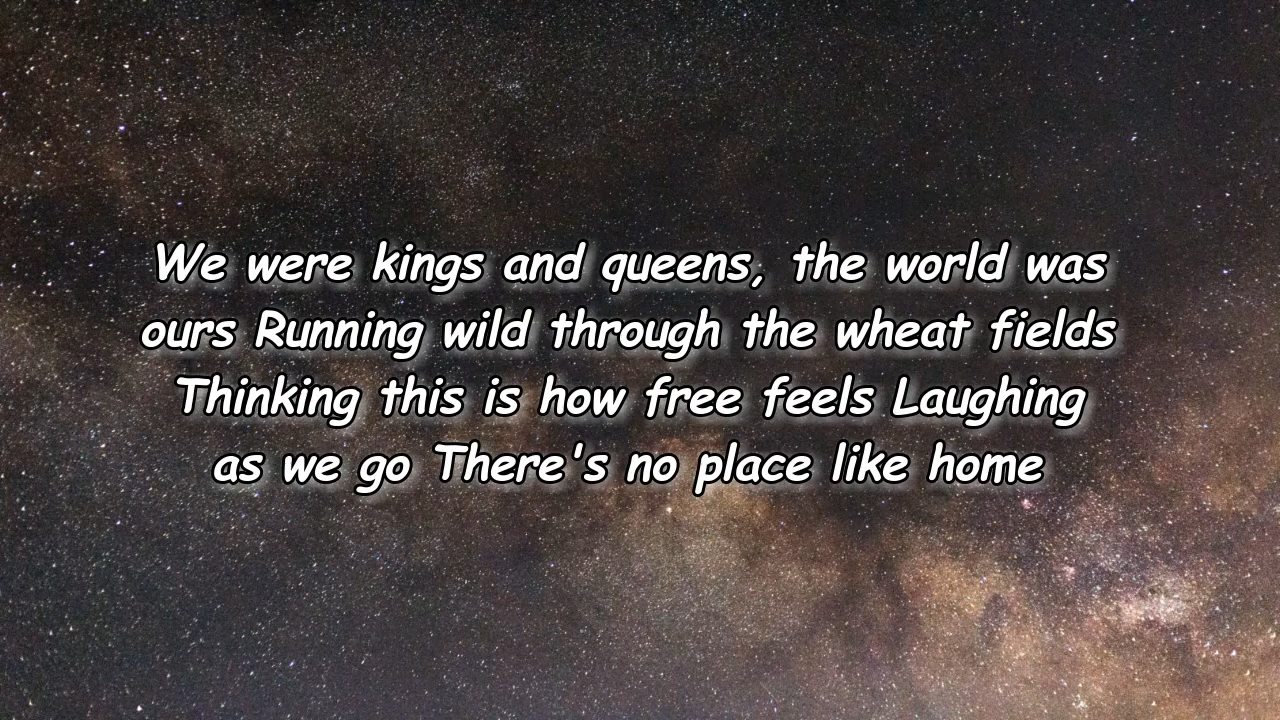 We were kings and queens, the world was
ours Running wild through the wheat fields
Thinking this is how free feels Laughing
as we go There's no place like home